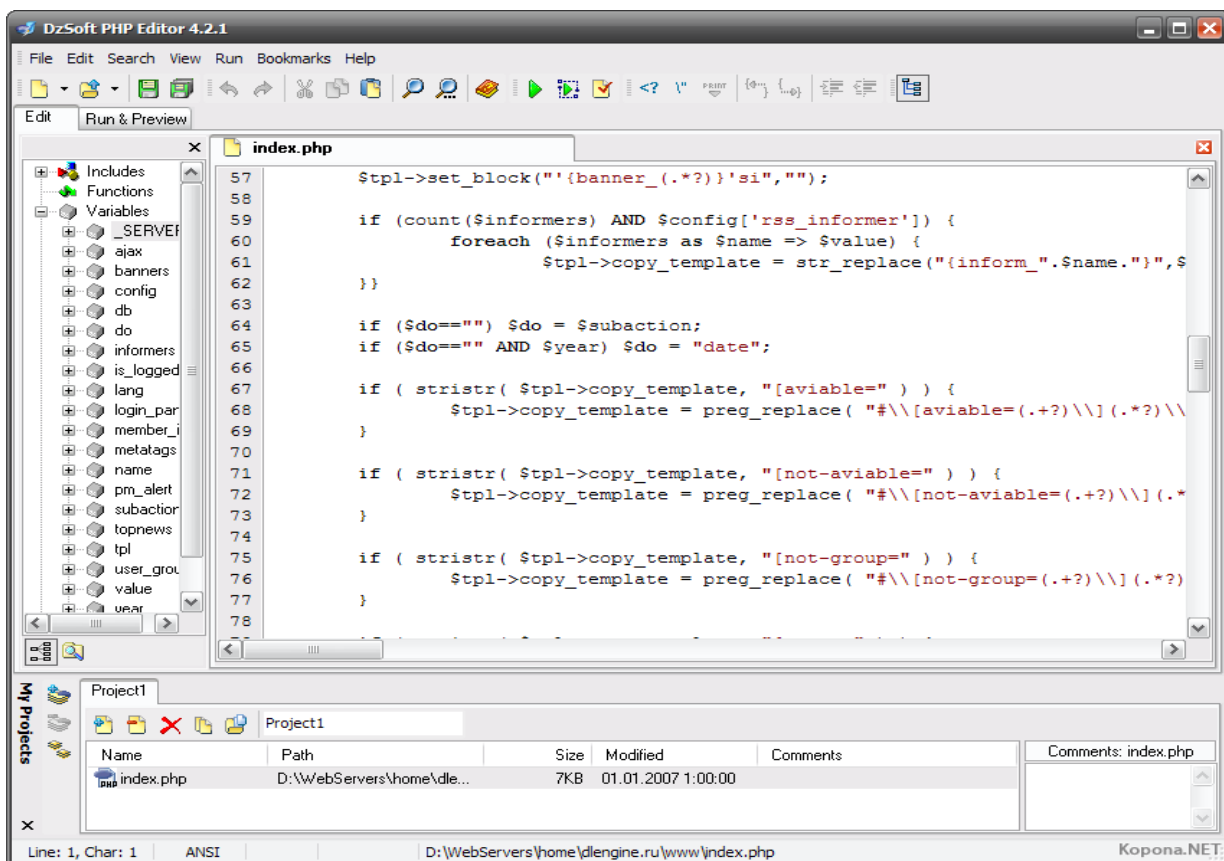 DzSoft PHP Editor 4.2.1
File Edit Search View Run Bookmarks Help
<? \" PRINT
Edit Run & Preview
index.php
Includes
Functions
Variables
_SERVER
ajax
banners
config
db
do
informers
is_logged
lang
login_par
member_i
metatags
name
pm_alert
subaction
topnews
tpl
user_grou
value
year
57 $tpl->set_block("'{banner_(.*?)}'si","");
58
59 if (count($informers) AND $config['rss_informer']) {
60 foreach ($informers as $name => $value) {
61 $tpl->copy_template = str_replace("{inform_".$name."}",$
62 }}
63
64 if ($do=="") $do = $subaction;
65 if ($do=="" AND $year) $do = "date";
66
67 if ( stristr( $tpl->copy_template, "[aviable=" ) ) {
68 $tpl->copy_template = preg_replace( "#\\[aviable=(.+?)\\](.*?)\\
69 }
70
71 if ( stristr( $tpl->copy_template, "[not-aviable=" ) ) {
72 $tpl->copy_template = preg_replace( "#\\[not-aviable=(.+?)\\](.*
73 }
74
75 if ( stristr( $tpl->copy_template, "[not-group=" ) ) {
76 $tpl->copy_template = preg_replace( "#\\[not-group=(.+?)\\](.*?)
77 }
78
My Projects
Project1
Project1
Name Path Size Modified Comments
index.php D:\WebServers\home\dle... 7KB 01.01.2007 1:00:00
Comments: index.php
Line: 1, Char: 1 ANSI D:\WebServers\home\dlengine.ru\www\index.php
Kopona.NET